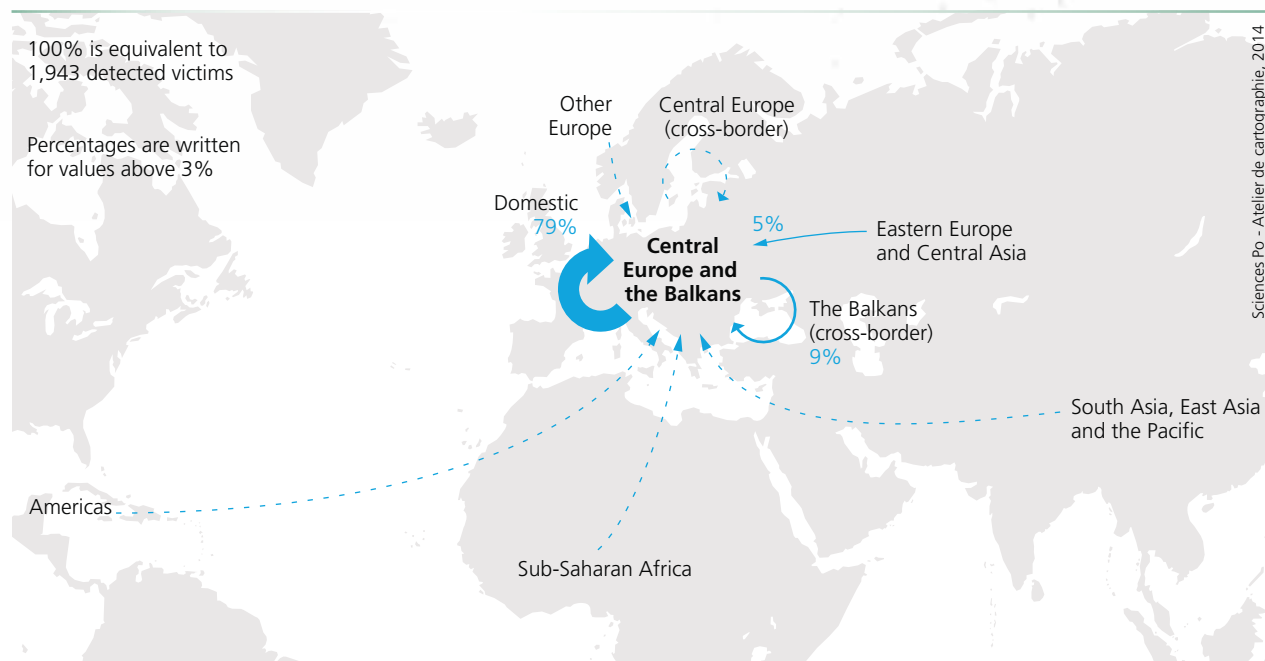 100% is equivalent to
1,943 detected victims
Percentages are written
for values above 3%
Other
Europe
Central Europe
(cross-border)
Domestic
79%
Central
Europe and
the Balkans
5%
Eastern Europe
and Central Asia
The Balkans
(cross-border)
9%
South Asia, East Asia
and the Pacific
Americas
Sub-Saharan Africa
Sciences Po - Atelier de cartographie, 2014